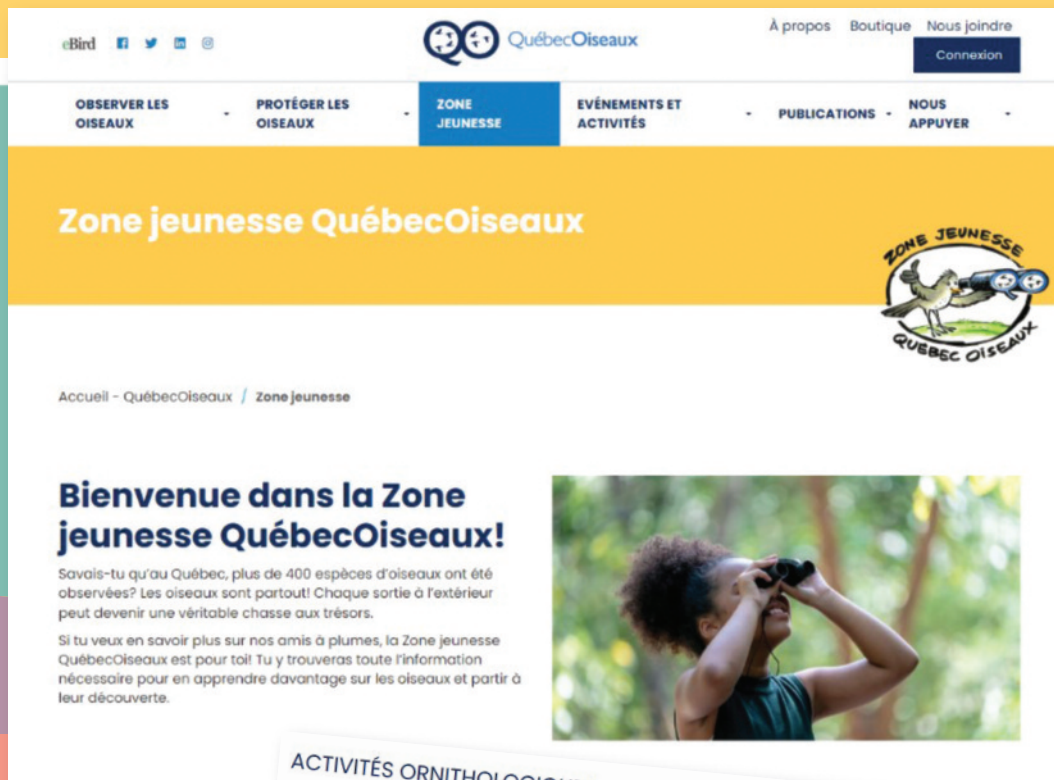 eBird
QuébecOiseaux
À propos Boutique Nous joindre
Connexion
OBSERVER LES
OISEAUX
PROTÉGER LES
OISEAUX
ZONE
JEUNESSE
EVÉNEMENTS ET
ACTIVITÉS
PUBLICATIONS
NOUS
APPUYER
Zone jeunesse QuébecOiseaux
ZONE JEUNESSE
QUÉBEC OISEAUX
Accueil - QuébecOiseaux / Zone jeunesse
Bienvenue dans la Zone
jeunesse QuébecOiseaux!
Savais-tu qu'au Québec, plus de 400 espèces d'oiseaux ont été
observées? Les oiseaux sont partout! Chaque sortie à l'extérieur
peut devenir une véritable chasse aux trésors.
Si tu veux en savoir plus sur nos amis à plumes, la Zone jeunesse
QuébecOiseaux est pour toi! Tu y trouveras toute l'information
nécessaire pour en apprendre davantage sur les oiseaux et partir à
leur découverte.
ACTIVITÉS